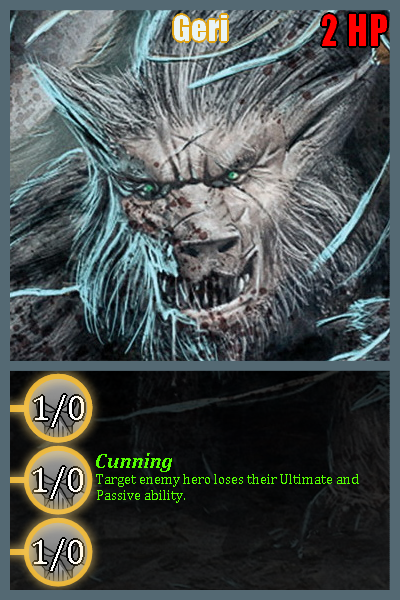 Geri
2 HP
1/0
1/0
Cunning
Target enemy hero loses their Ultimate and
Passive ability.
1/0